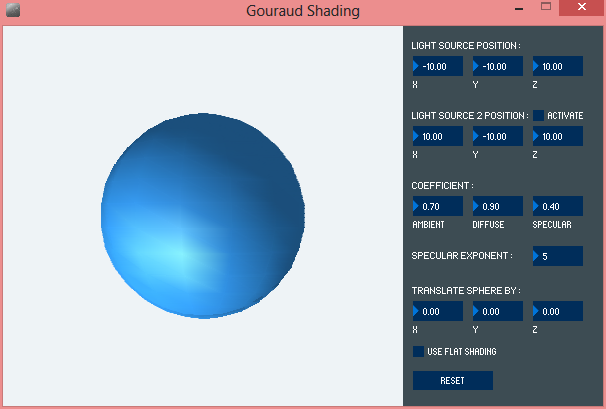 Gouraud Shading
LIGHT SOURCE POSITION :
-10.00 -10.00 10.00
X Y Z
LIGHT SOURCE 2 POSITION : ACTIVATE
10.00 -10.00 10.00
X Y Z
COEFFICIENT :
0.70 0.90 0.40
AMBIENT DIFFUSE SPECULAR
SPECULAR EXPONENT : 5
TRANSLATE SPHERE BY :
0.00 0.00 0.00
X Y Z
USE FLAT SHADING
RESET